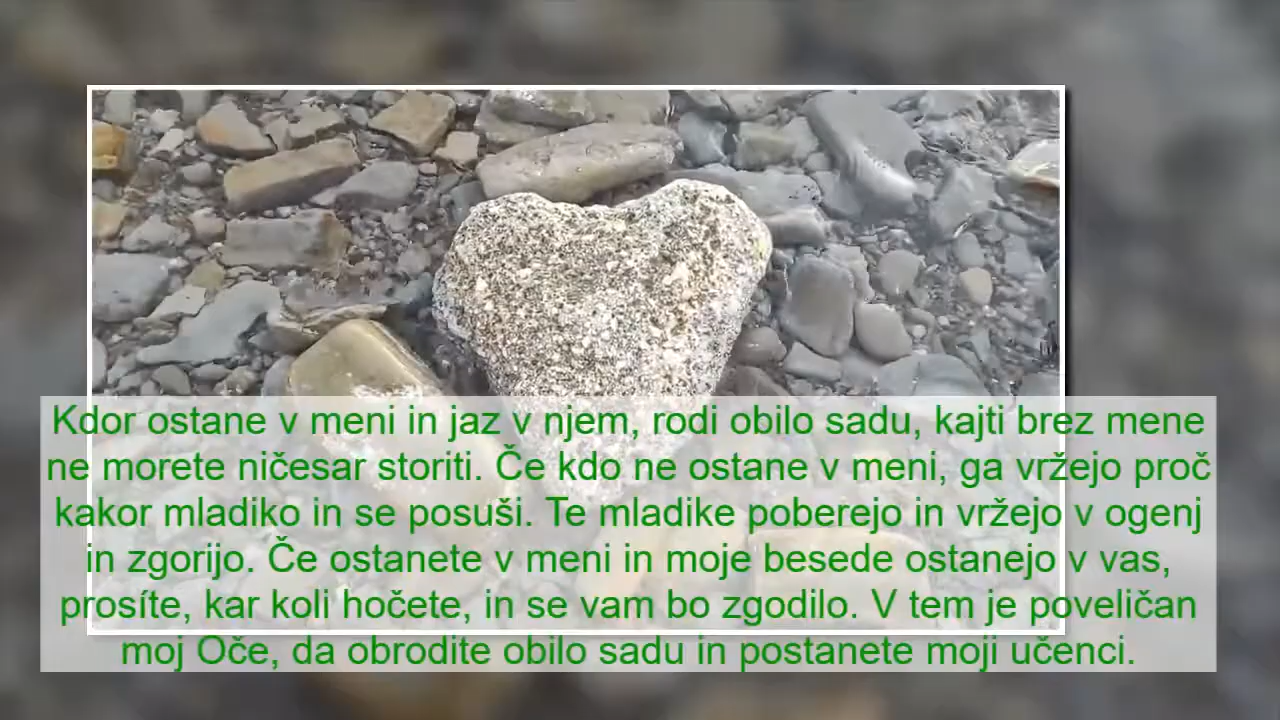 Kdor ostane v meni in jaz v njem, rodi obilo sadu, kajti brez mene
ne morete ničesar storiti. Če kdo ne ostane v meni, ga vržejo proč
kakor mladiko in se posuši. Te mladike poberejo in vržejo v ogenj
in zgorijo. Če ostanete v meni in moje besede ostanejo v vas,
prosíte, kar koli hočete, in se vam bo zgodilo. V tem je poveličan
moj Oče, da obrodite obilo sadu in postanete moji učenci.